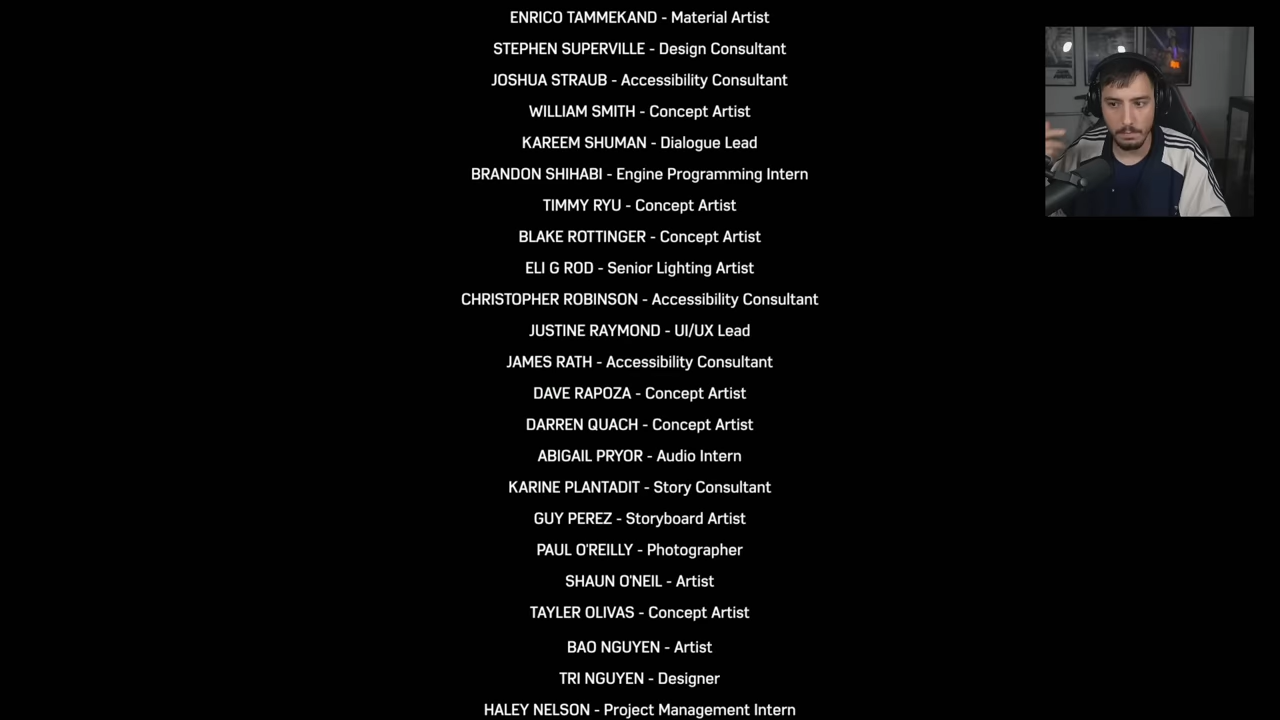 ENRICO TAMMEKAND - Material Artist
STEPHEN SUPERVILLE - Design Consultant
JOSHUA STRAUB - Accessibility Consultant
WILLIAM SMITH - Concept Artist
KAREEM SHUMAN - Dialogue Lead
BRANDON SHIHABI - Engine Programming Intern
TIMMY RYU - Concept Artist
BLAKE ROTTINGER - Concept Artist
ELI G ROD - Senior Lighting Artist
CHRISTOPHER ROBINSON - Accessibility Consultant
JUSTINE RAYMOND - UI/UX Lead
JAMES RATH - Accessibility Consultant
DAVE RAPOZA - Concept Artist
DARREN QUACH - Concept Artist
ABIGAIL PRYOR - Audio Intern
KARINE PLANTADIT - Story Consultant
GUY PEREZ - Storyboard Artist
PAUL O'REILLY - Photographer
SHAUN O'NEIL - Artist
TAYLER OLIVAS - Concept Artist
BAO NGUYEN - Artist
TRI NGUYEN - Designer
HALEY NELSON - Project Management Intern